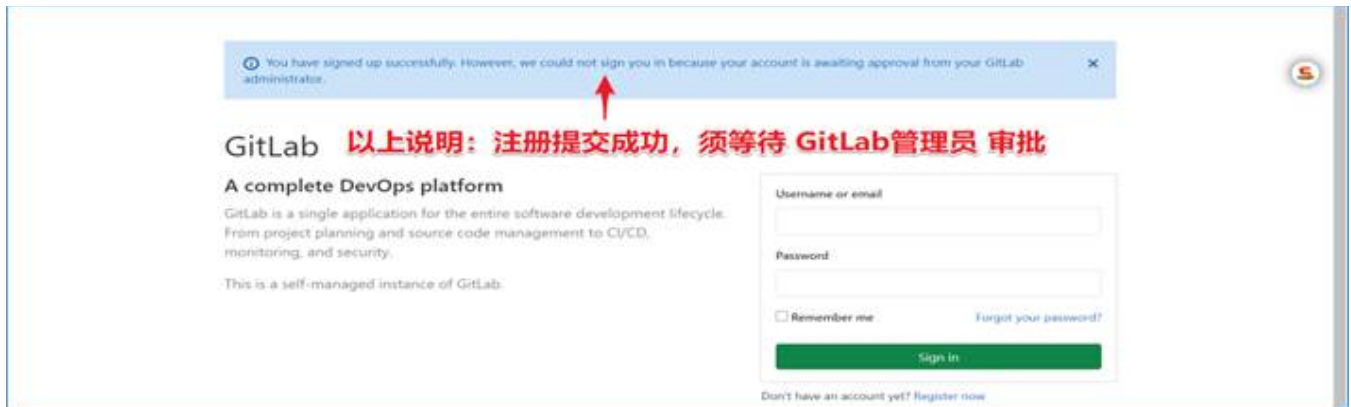 You have signed up successfully. However, we could not sign you in because your account is awaiting approval from your GitLab
administrator.
GitLab 以上说明：注册提交成功，须等待 GitLab管理员 审批
A complete DevOps platform
GitLab is a single application for the entire software development lifecycle.
From project planning and source code management to CI/CD,
monitoring, and security.
This is a self-managed instance of GitLab.
Username or email
Password
Remember me
Forgot your password?
Sign in
Don't have an account yet? Register now